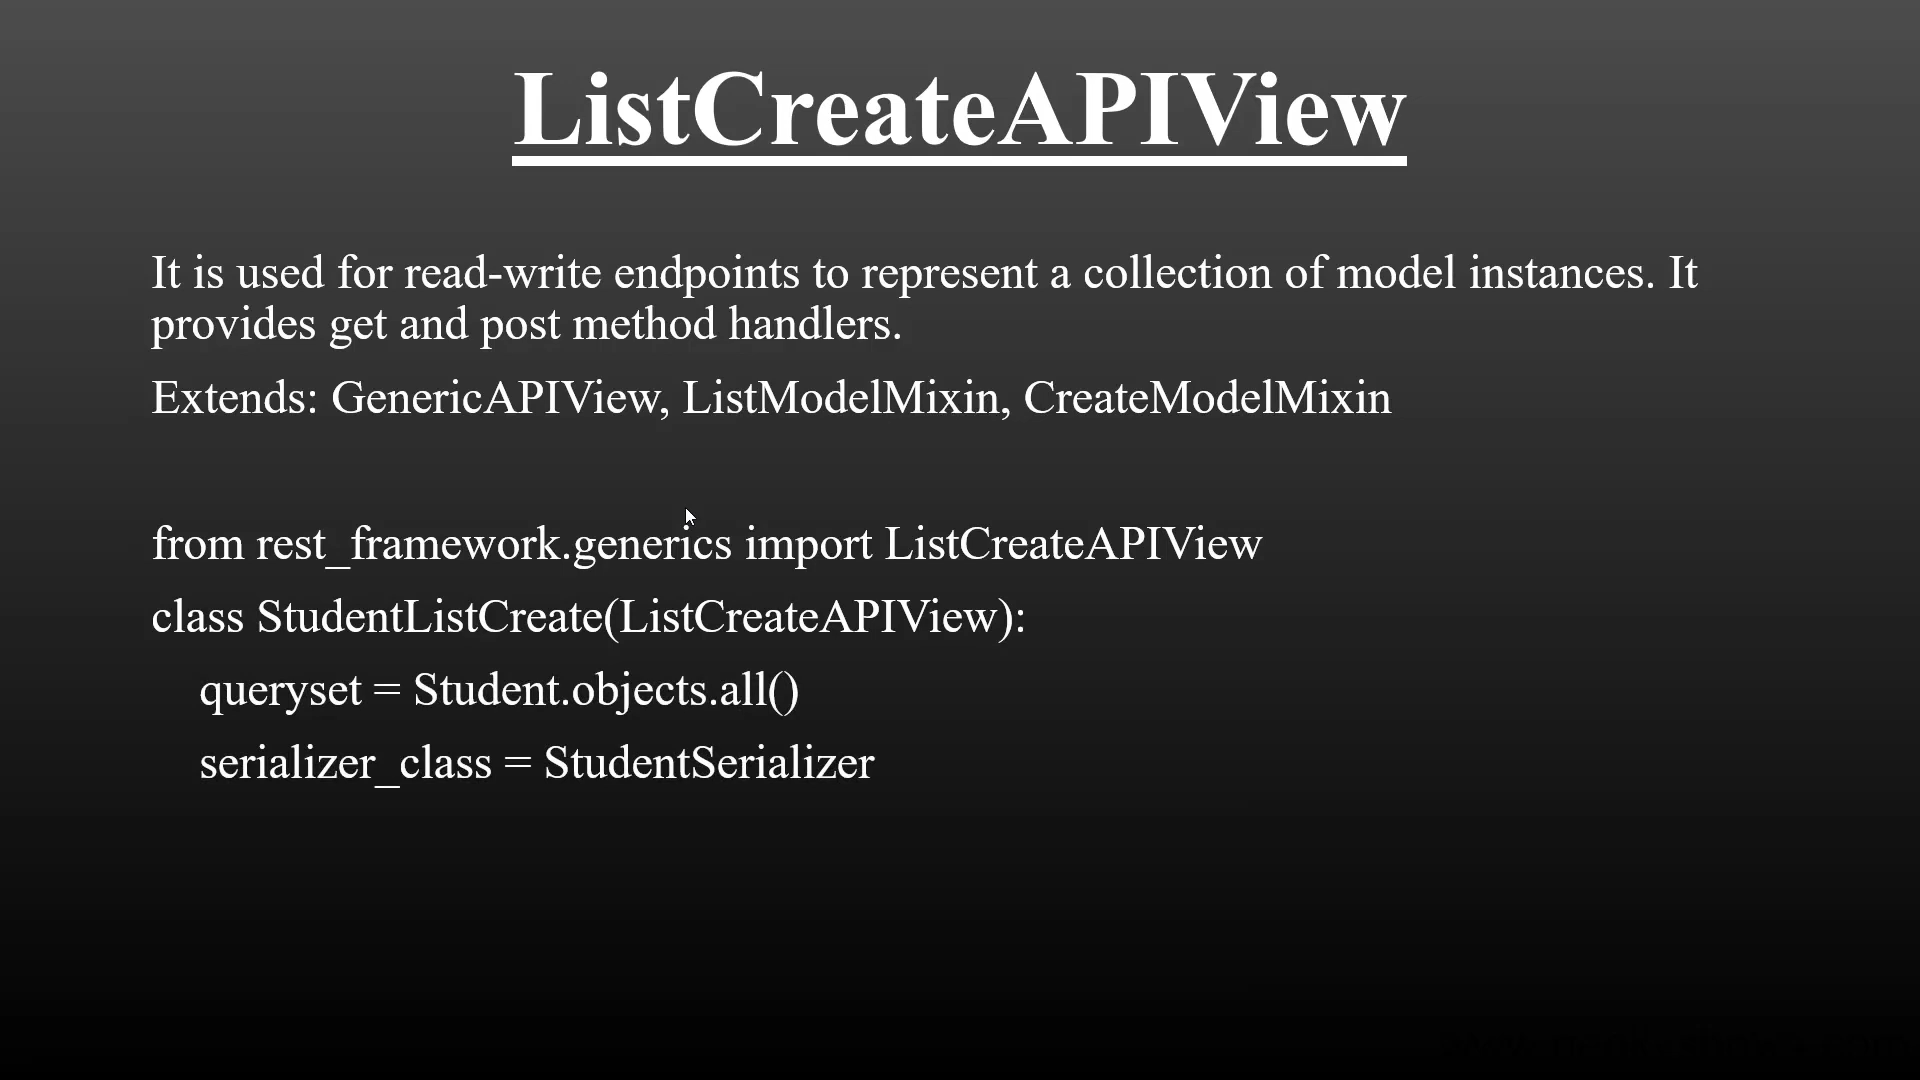 ListCreateAPIView
It is used for read-write endpoints to represent a collection of model instances. It
provides get and post method handlers.
Extends: GenericAPIView, ListModelMixin, CreateModelMixin
from rest_framework.generics import ListCreateAPIView
class StudentListCreate(ListCreateAPIView):
queryset = Student.objects.all()
serializer_class = StudentSerializer